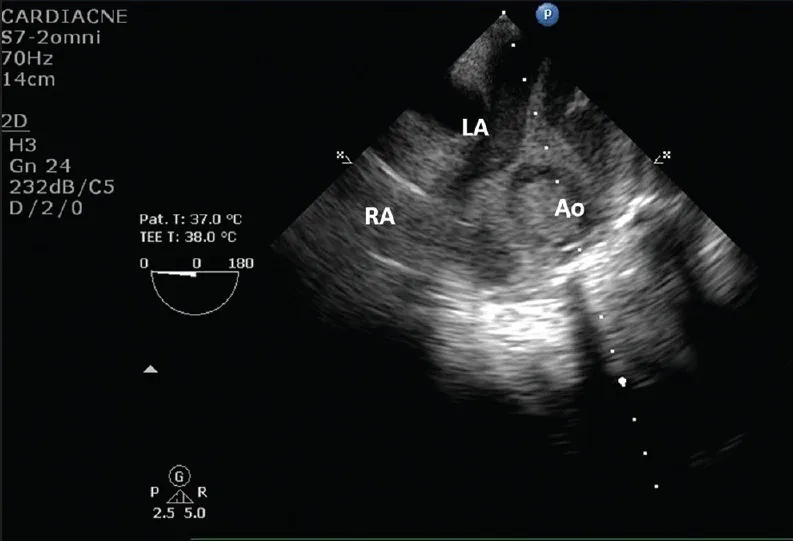 CARDIACNE
S7-2omni
70Hz
14cm
2D
H3
Gn 24
232dB/C5
D/2/0
Pat. T: 37.0 °C
TEE T: 38.0 °C
0 0 180
P
LA
RA
Ao
x
x
G
P R
2.5 5.0